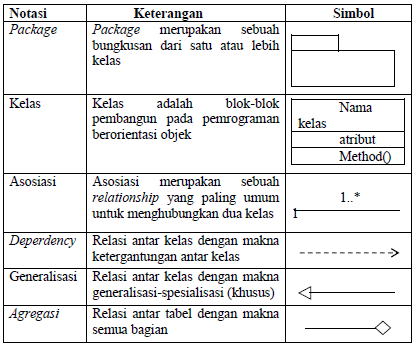 Notasi Keterangan Simbol
Package Package merupakan sebuah
bungkusan dari satu atau lebih
kelas
Kelas Kelas adalah blok-blok Nama
pembangun pada pemrograman kelas
berorientasi objek atribut
Method()
Asosiasi Asosiasi merupakan sebuah
relationship yang paling umum 1..*
untuk menghubungkan dua kelas 1
Deperdency Relasi antar kelas dengan makna
ketergantungan antar kelas
Generalisasi Relasi antar kelas dengan makna
generalisasi-spesialisasi (khusus)
Agregasi Relasi antar tabel dengan makna
semua bagian